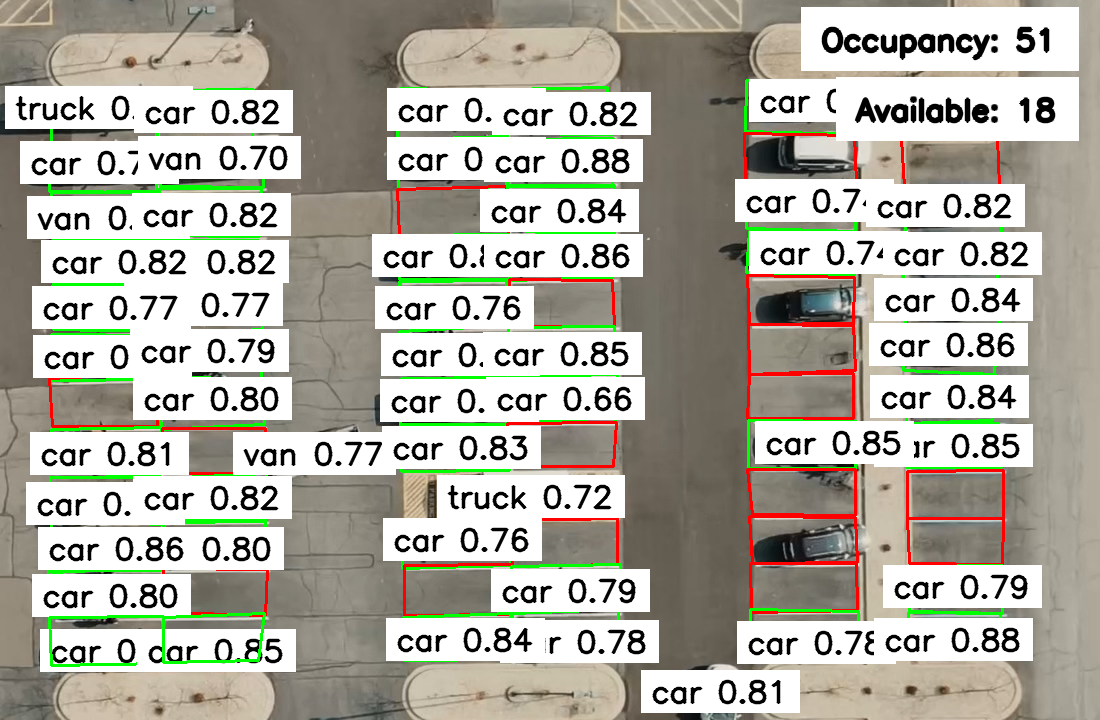 Occupancy: 51
Available: 18
truck 0.
car 0.82
car 0.7
van 0.70
van 0.
car 0.82
car 0.82
0.82
car 0.77
0.77
car 0
car 0.79
car 0.80
car 0.81
van 0.77
car 0.
car 0.82
car 0.86
0.80
car 0.80
car 0
car 0.85
car 0.
car 0.82
car 0
car 0.88
car 0.84
car 0.
car 0.86
car 0.76
car 0.
car 0.85
car 0.
car 0.66
car 0.83
truck 0.72
car 0.76
car 0.79
car 0.84
0.78
car 0.81
car
car 0.7
car 0.82
car 0.74
car 0.82
car 0.84
car 0.86
car 0.84
car 0.85
0.85
car 0.79
car 0.78
car 0.88